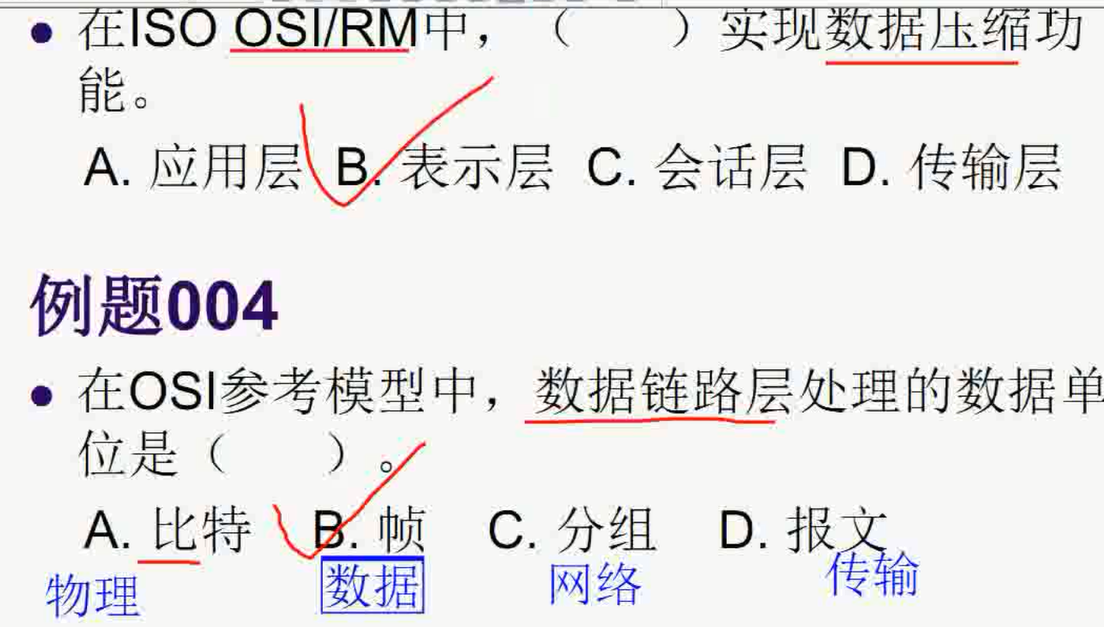 ● 在ISO OSI/RM中，（　　）实现数据压缩功
能。
A. 应用层 B. 表示层 C. 会话层 D. 传输层
例题004
● 在OSI参考模型中，数据链路层处理的数据单
位是（　　）。
A. 比特 B. 帧 C. 分组 D. 报文
物理 数据 网络 传输